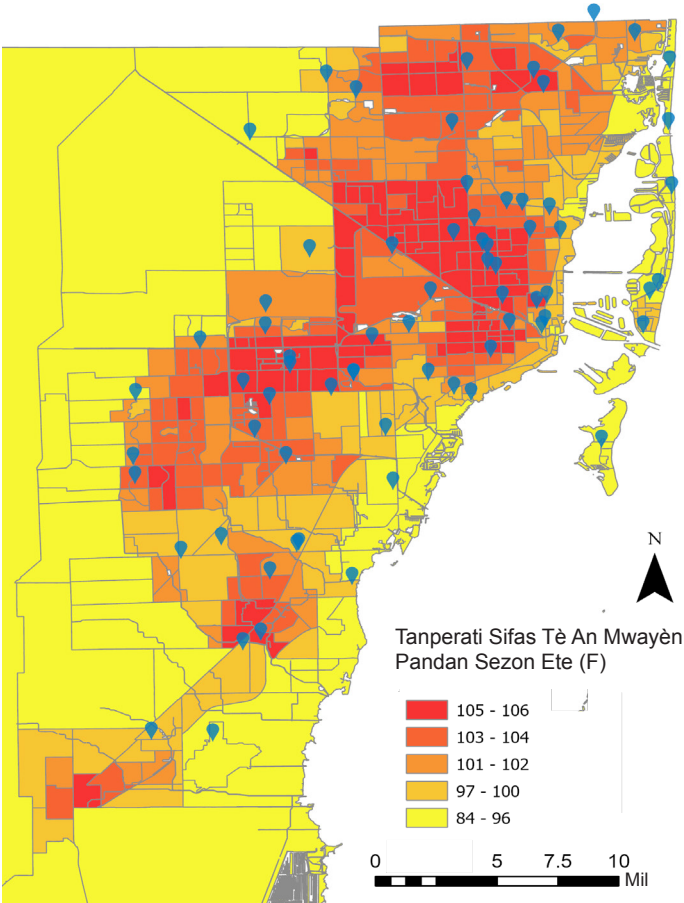 N
Tanperati Sifas Tè An Mwayèn
Pandan Sezon Ete (F)
105 - 106
103 - 104
101 - 102
97 - 100
84 - 96
0 5 7.5 10
Mil